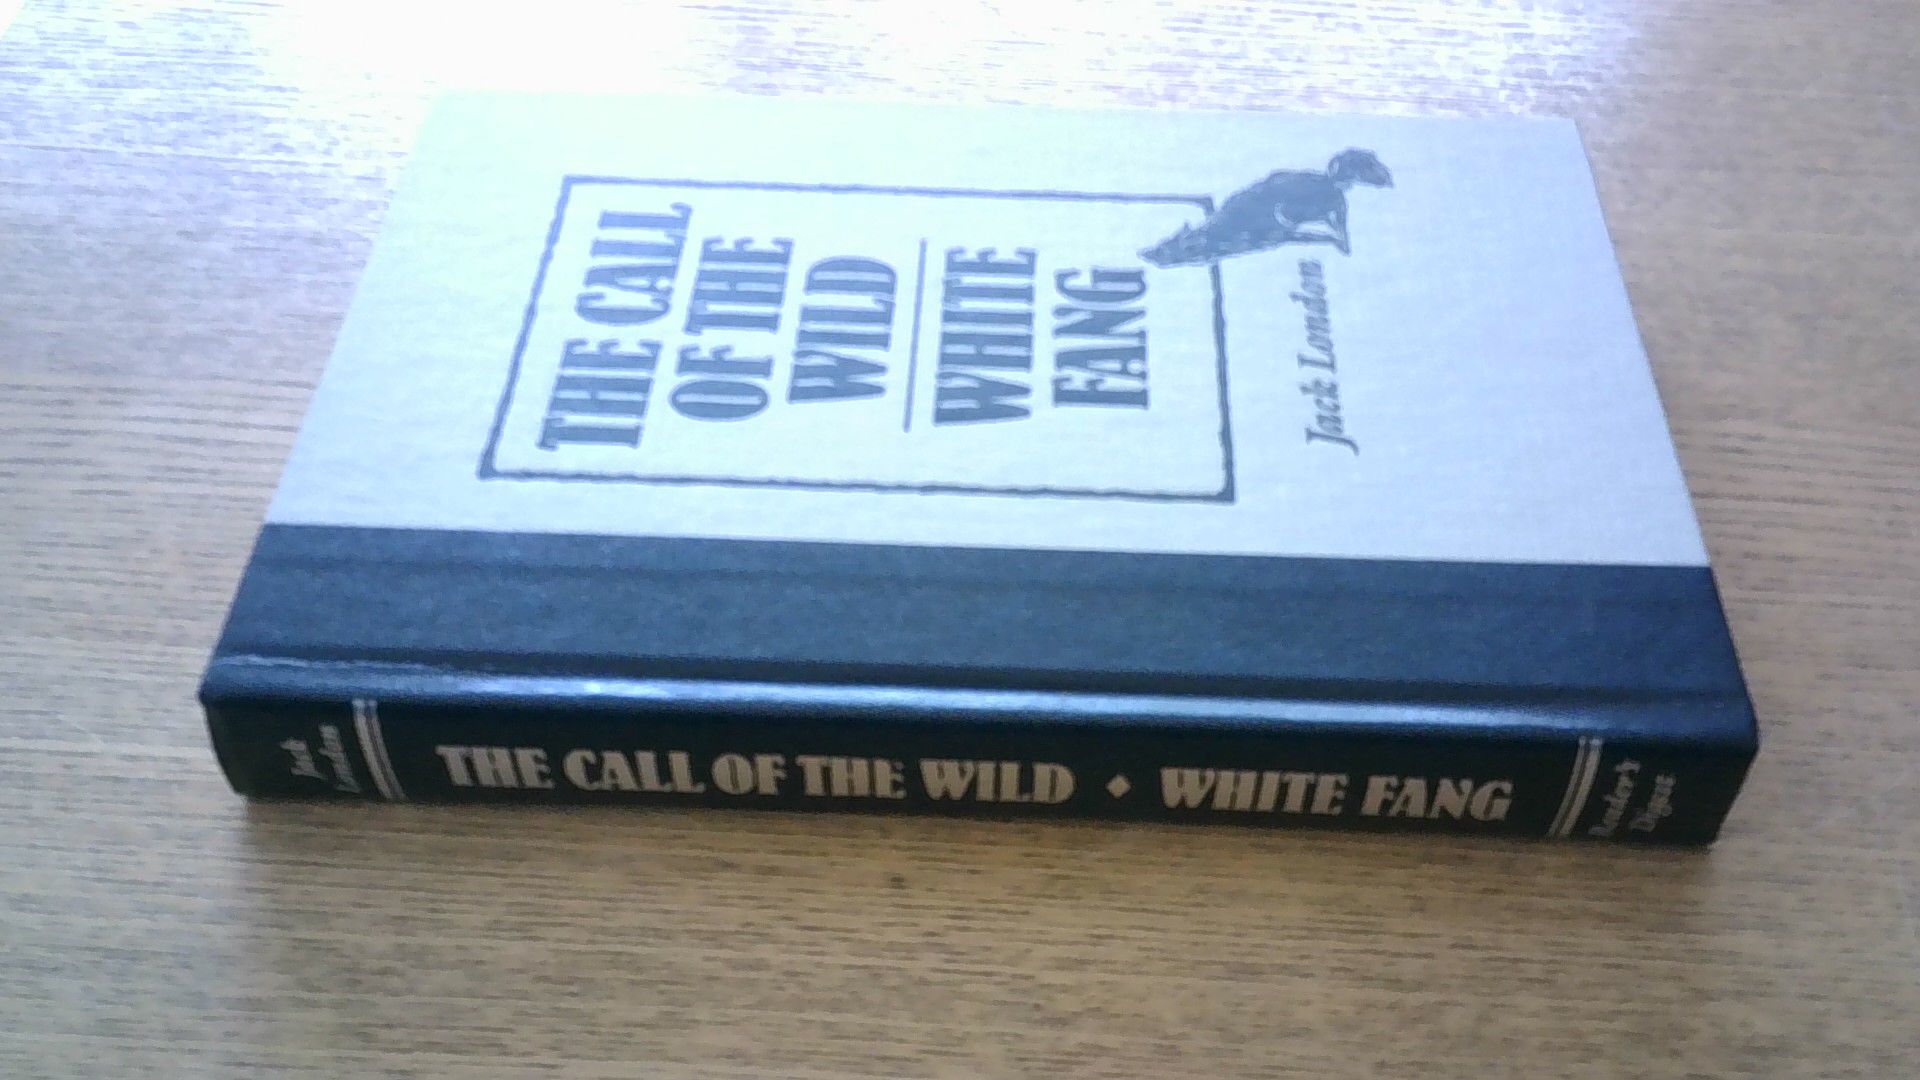 THE CALL
OF THE
WILD
WHITE
FANG
Jack London
Jack
London
THE CALL OF THE WILD ◆ WHITE FANG
Reader's
Digest